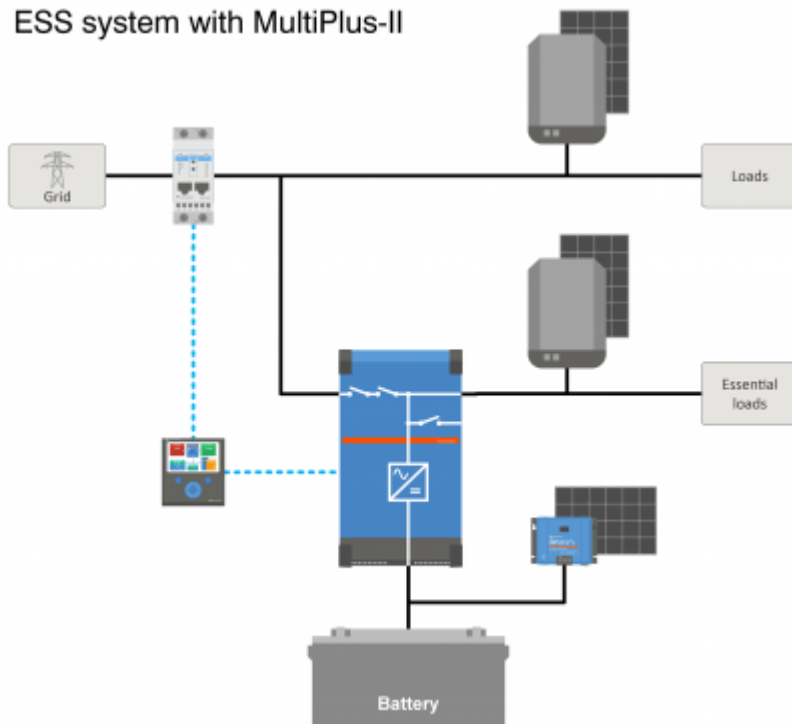 ESS system with MultiPlus-II
Grid
Loads
Essential
loads
Battery